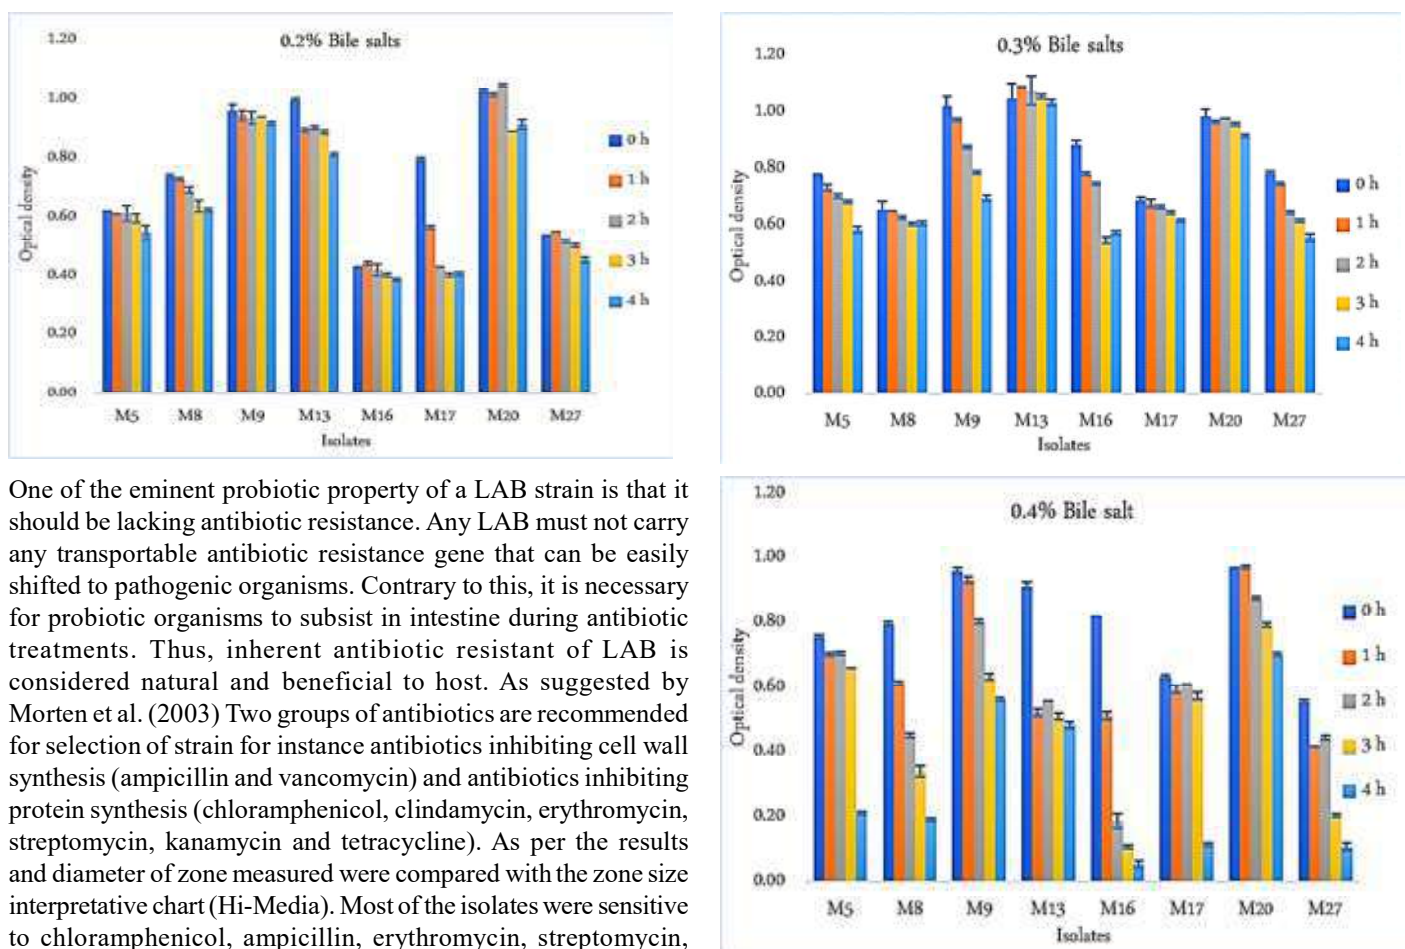 0.2% Bile salts
1.20
1.00
0.80
0.60
0.40
0.20
0.00
Optical density
M5 M8 M9 M13 M16 M17 M20 M27
Isolates
0 h
1 h
2 h
3 h
4 h
One of the eminent probiotic property of a LAB strain is that it
should be lacking antibiotic resistance. Any LAB must not carry
any transportable antibiotic resistance gene that can be easily
shifted to pathogenic organisms. Contrary to this, it is necessary
for probiotic organisms to subsist in intestine during antibiotic
treatments. Thus, inherent antibiotic resistant of LAB is
considered natural and beneficial to host. As suggested by
Morten et al. (2003) Two groups of antibiotics are recommended
for selection of strain for instance antibiotics inhibiting cell wall
synthesis (ampicillin and vancomycin) and antibiotics inhibiting
protein synthesis (chloramphenicol, clindamycin, erythromycin,
streptomycin, kanamycin and tetracycline). As per the results
and diameter of zone measured were compared with the zone size
interpretative chart (Hi-Media). Most of the isolates were sensitive
to chloramphenicol, ampicillin, erythromycin, streptomycin,
0.3% Bile salts
1.20
1.00
0.80
0.60
0.40
0.20
0.00
Optical density
M5 M8 M9 M13 M16 M17 M20 M27
Isolates
0 h
1 h
2 h
3 h
4 h
0.4% Bile salt
1.20
1.00
0.80
0.60
0.40
0.20
0.00
Optical density
M5 M8 M9 M13 M16 M17 M20 M27
Isolates
0 h
1 h
2 h
3 h
4 h